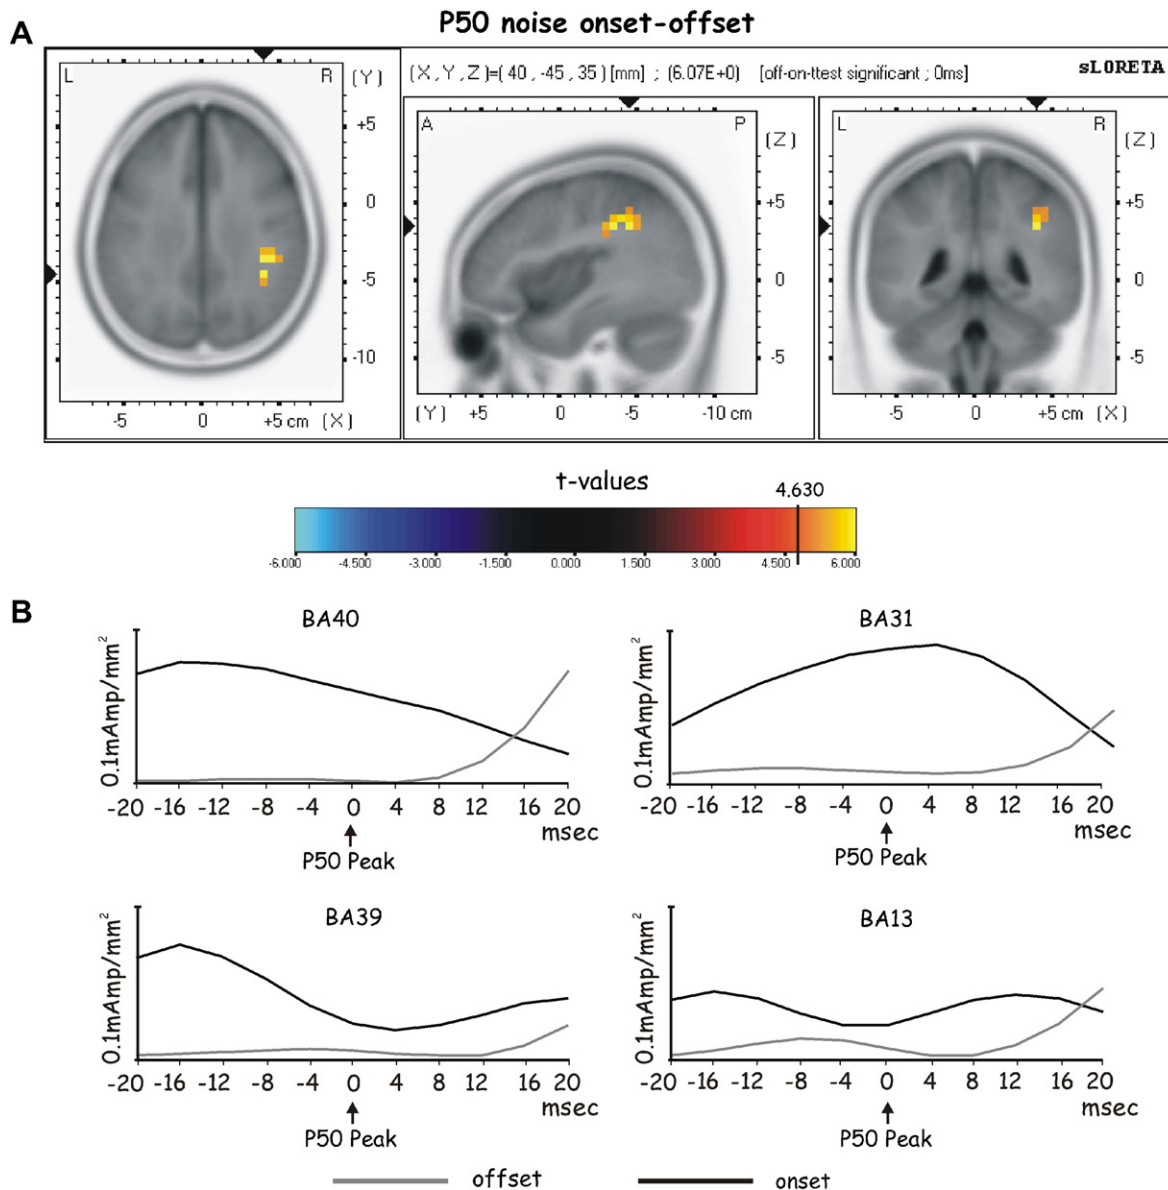 P50 noise onset-offset
A
L R (Y)
+5
0
-5
-10
-5 0 +5 cm (X)
(X,Y,Z)=(40,-45,35)[mm] ; (6.07E+0) [off-on-ttest significant ; 0ms] sLORETA
A P (Z)
+5
0
-5
(Y) +5 0 -5 -10 cm
L R (Z)
+5
0
-5
-5 0 +5 cm (X)
t-values
4.630
-6.000 -4.500 -3.000 -1.500 0.000 1.500 3.000 4.500 6.000
B
BA40
0.1mAmp/mm²
-20 -16 -12 -8 -4 0 4 8 12 16 20
msec
P50 Peak
BA31
0.1mAmp/mm²
-20 -16 -12 -8 -4 0 4 8 12 16 20
msec
P50 Peak
BA39
0.1mAmp/mm²
-20 -16 -12 -8 -4 0 4 8 12 16 20
msec
P50 Peak
BA13
0.1mAmp/mm²
-20 -16 -12 -8 -4 0 4 8 12 16 20
msec
P50 Peak
offset onset